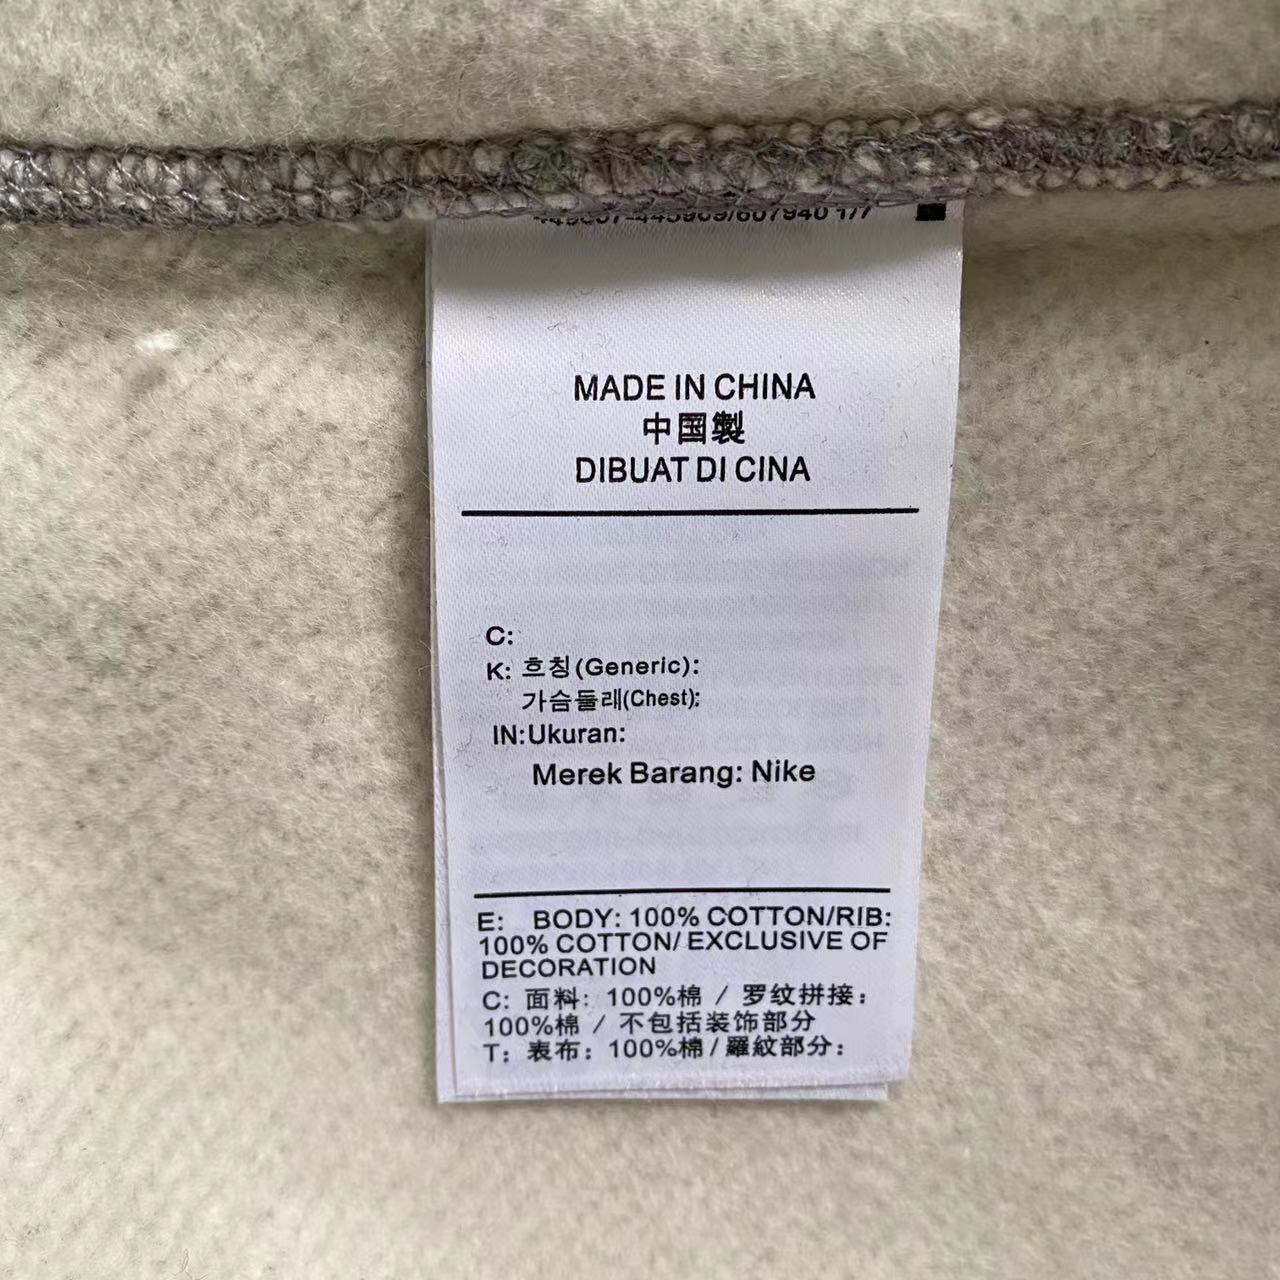 MADE IN CHINA
中国製
DIBUAT DI CINA
C:
K: 흐칭(Generic):
가슴둘레(Chest):
IN:Ukuran:
Merek Barang: Nike
E: BODY: 100% COTTON/RIB:
100% COTTON/ EXCLUSIVE OF
DECORATION
C: 面料: 100%棉 / 罗纹拼接:
100%棉 / 不包括装饰部分
T: 表布: 100%棉 / 羅紋部分: